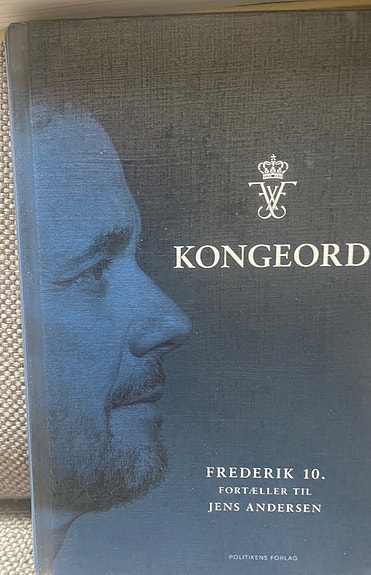 KONGEORD
FREDERIK 10.
FORTÆLLER TIL
JENS ANDERSEN
POLITIKENS FORLAG